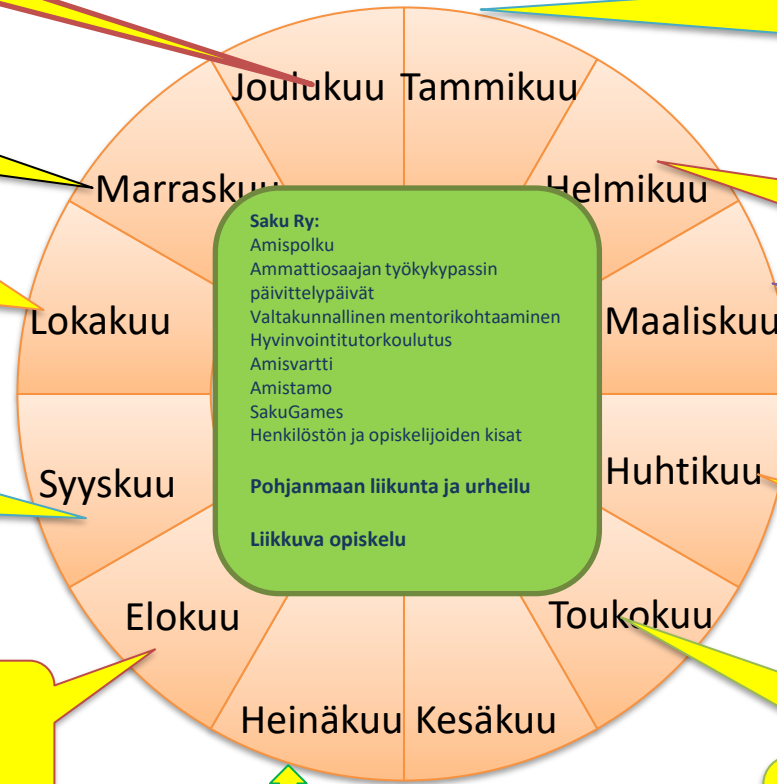 Joulukuu Tammikuu
Marraskuu
Helmikuu
Lokakuu
Maaliskuu
Syyskuu
Huhtikuu
Elokuu
Toukokuu
Heinäkuu Kesäkuu
Saku Ry:
Amispolku
Ammattiosaajan työkykypassin
päivittelypäivät
Valtakunnallinen mentorikohtaaminen
Hyvinvointitutorkoulutus
Amisvartti
Amistamo
SakuGames
Henkilöstön ja opiskelijoiden kisat
Pohjanmaan liikunta ja urheilu
Liikkuva opiskelu